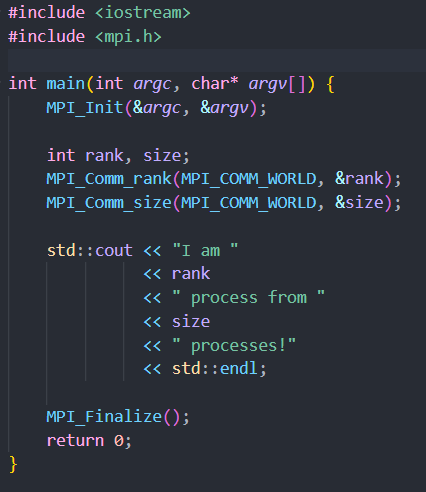 #include <iostream>
#include <mpi.h>

int main(int argc, char* argv[]) {
    MPI_Init(&argc, &argv);

    int rank, size;
    MPI_Comm_rank(MPI_COMM_WORLD, &rank);
    MPI_Comm_size(MPI_COMM_WORLD, &size);

    std::cout << "I am "
              << rank
              << " process from "
              << size
              << " processes!"
              << std::endl;

    MPI_Finalize();
    return 0;
}